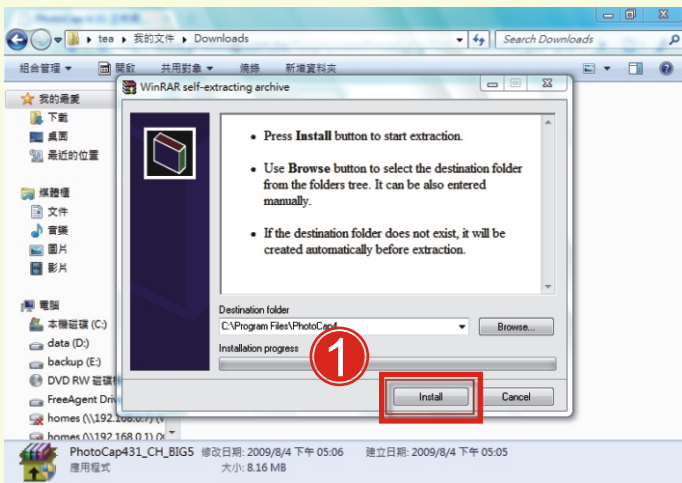 tea ▸ 我的文件 ▸ Downloads
Search Downloads
組合管理
開啟
共用對象
燒錄
新增資料夾
WinRAR self-extracting archive
我的最愛
下載
桌面
最近的位置
媒體櫃
文件
音樂
圖片
影片
電腦
本機磁碟 (C:)
data (D:)
backup (E:)
DVD RW 磁碟
FreeAgent Driv
homes (\\192.168.0.7) (V
homes (\\192.168.0.1) (X
• Press Install button to start extraction.
• Use Browse button to select the destination folder
from the folders tree. It can be also entered
manually.
• If the destination folder does not exist, it will be
created automatically before extraction.
Destination folder
C:\Program Files\PhotoCap4
Browse...
Installation progress
1
Install
Cancel
PhotoCap431_CH_BIG5
修改日期: 2009/8/4 下午 05:06
建立日期: 2009/8/4 下午 05:05
應用程式
大小: 8.16 MB